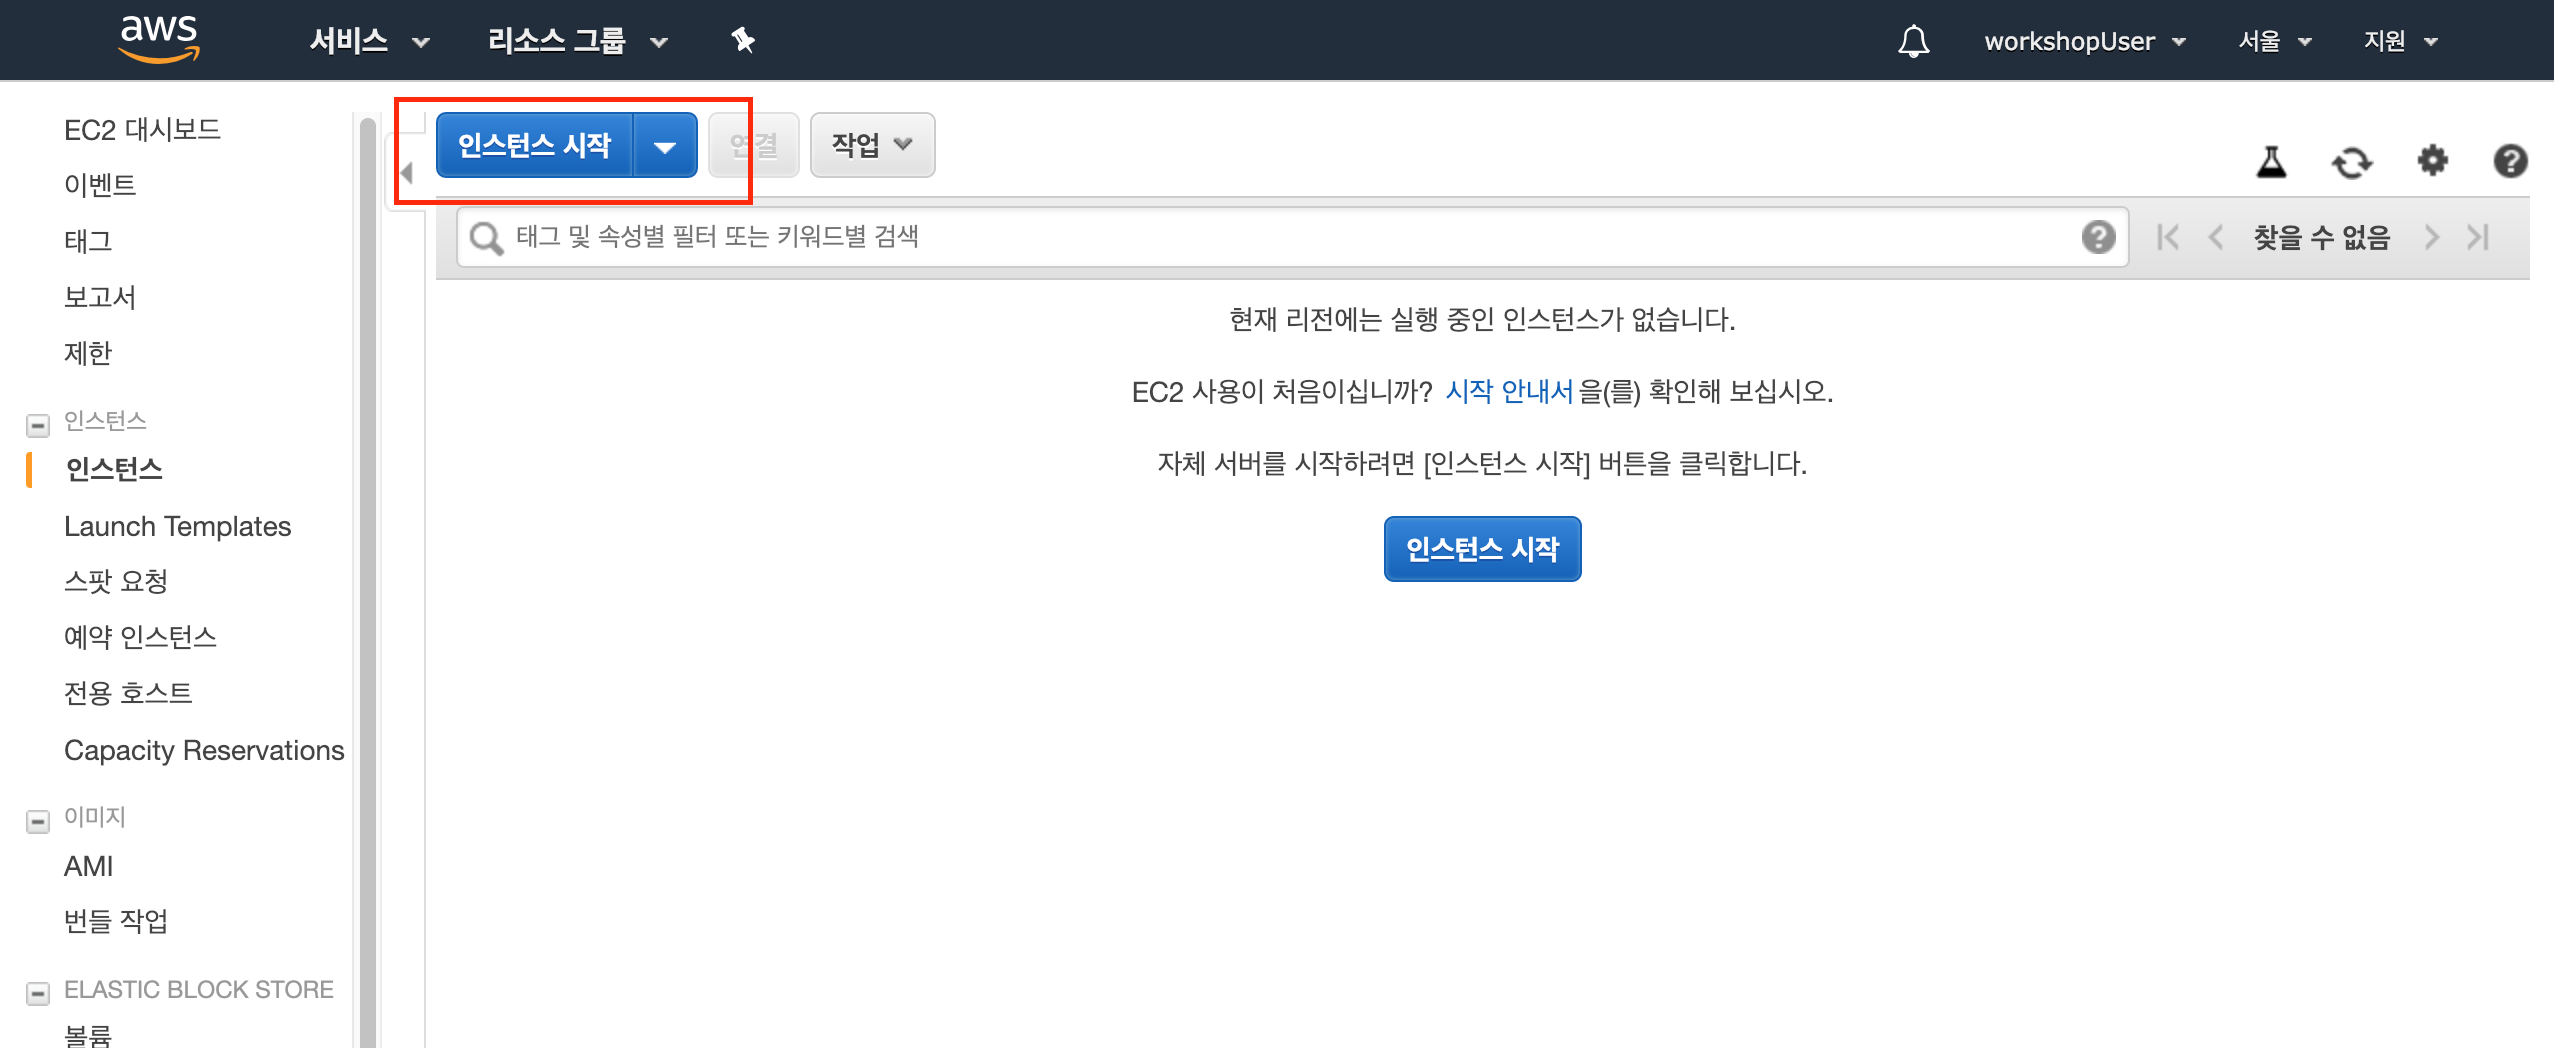 aws 서비스 리소스 그룹 workshopUser 서울 지원
EC2 대시보드
이벤트
태그
보고서
제한
인스턴스
인스턴스
Launch Templates
스팟 요청
예약 인스턴스
전용 호스트
Capacity Reservations
이미지
AMI
번들 작업
ELASTIC BLOCK STORE
볼륨
인스턴스 시작 연결 작업
태그 및 속성별 필터 또는 키워드별 검색 찾을 수 없음
현재 리전에는 실행 중인 인스턴스가 없습니다.
EC2 사용이 처음이십니까? 시작 안내서을(를) 확인해 보십시오.
자체 서버를 시작하려면 [인스턴스 시작] 버튼을 클릭합니다.
인스턴스 시작